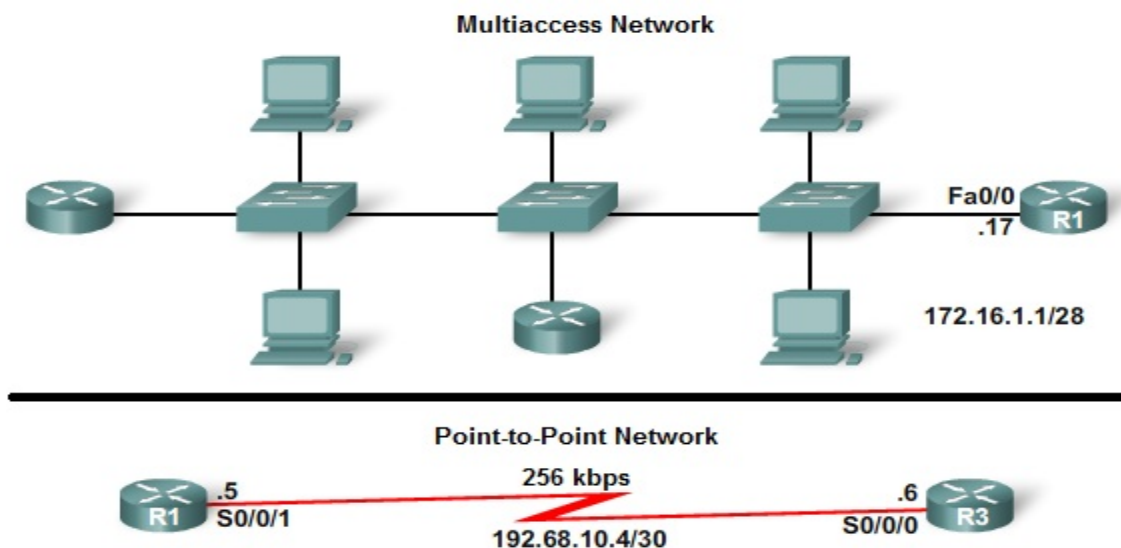 Multiaccess Network
Fa0/0
R1
.17
172.16.1.1/28
Point-to-Point Network
256 kbps
.5
.6
R1
R3
S0/0/1
S0/0/0
192.68.10.4/30